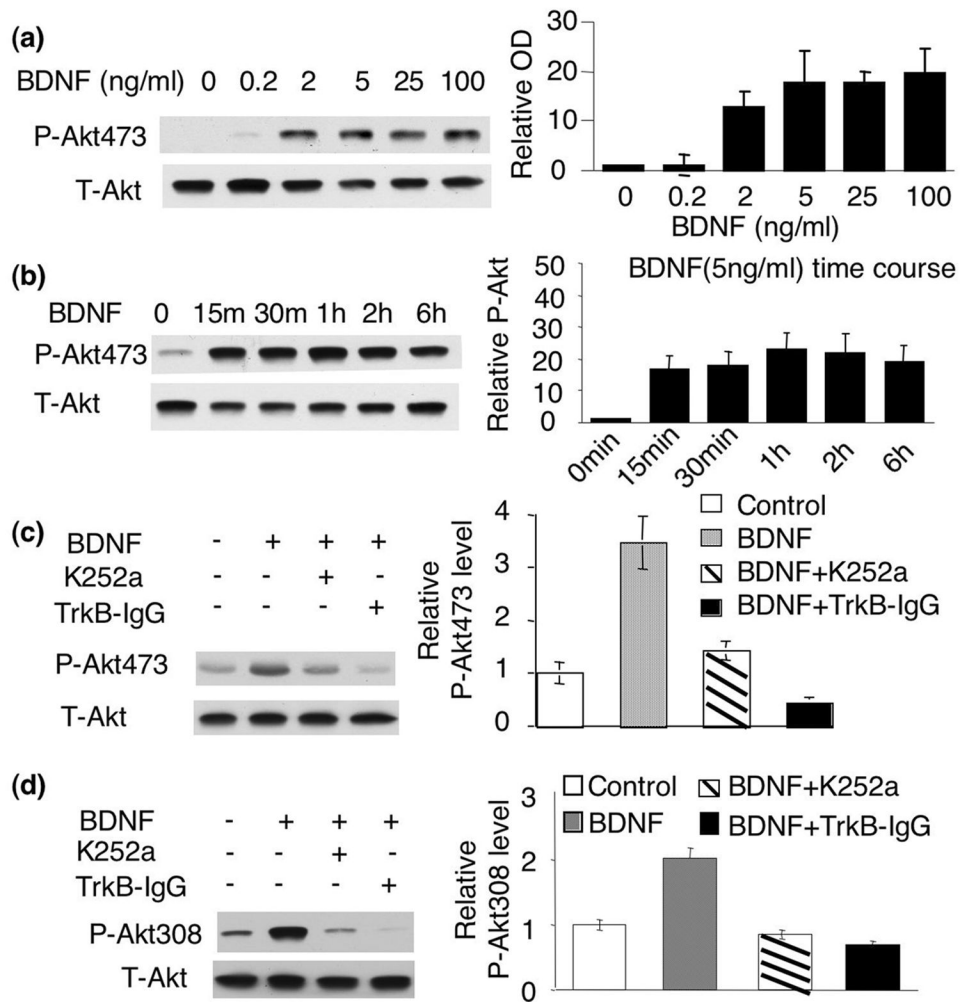 (a)
BDNF (ng/ml) 0 0.2 2 5 25 100
P-Akt473
T-Akt
Relative OD
30
20
10
0
0 0.2 2 5 25 100
BDNF (ng/ml)
(b)
BDNF 0 15m 30m 1h 2h 6h
P-Akt473
T-Akt
BDNF(5ng/ml) time course
Relative P-Akt
50
40
30
20
10
0
0min 15min 30min 1h 2h 6h
(c)
BDNF - + + +
K252a - - + -
TrkB-IgG - - - +
P-Akt473
T-Akt
Relative
P-Akt473 level
4
3
2
1
0
Control
BDNF
BDNF+K252a
BDNF+TrkB-IgG
(d)
BDNF - + + +
K252a - - + -
TrkB-IgG - - - +
P-Akt308
T-Akt
Relative
P-Akt308 level
3
2
1
0
Control BDNF+K252a
BDNF BDNF+TrkB-IgG